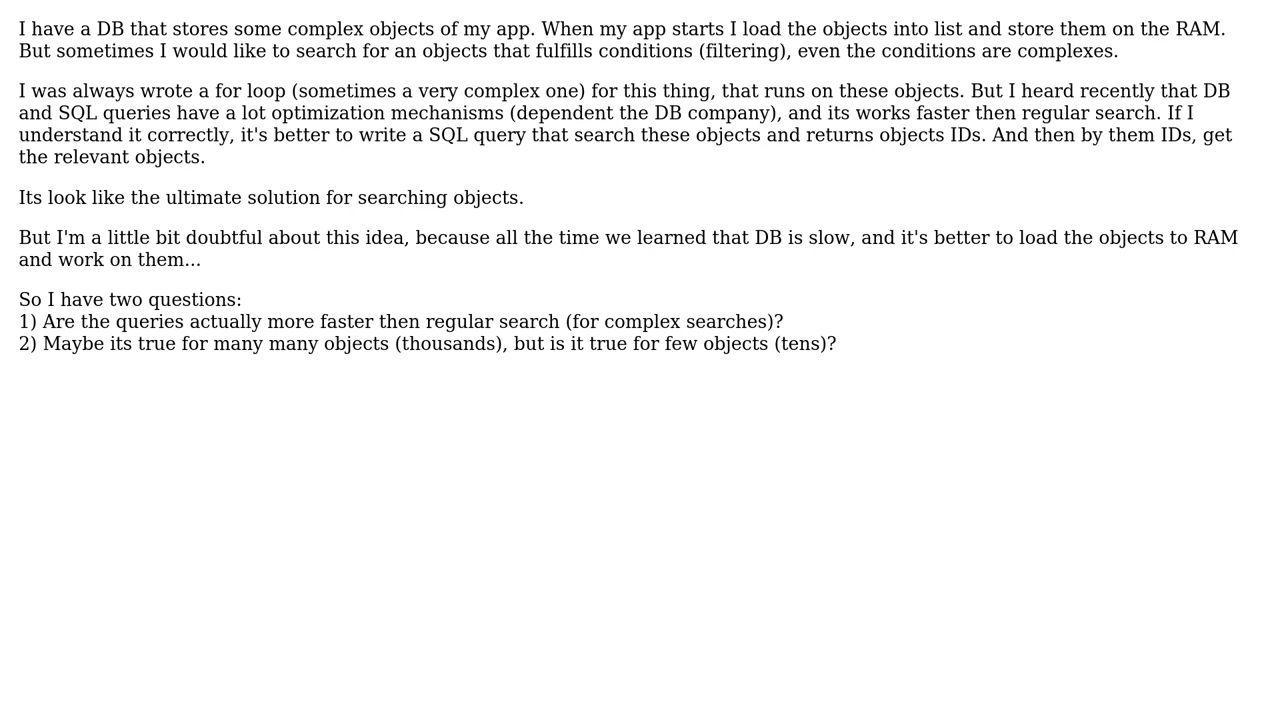 I have a DB that stores some complex objects of my app. When my app starts I load the objects into list and store them on the RAM.
But sometimes I would like to search for an objects that fulfills conditions (filtering), even the conditions are complexes.
I was always wrote a for loop (sometimes a very complex one) for this thing, that runs on these objects. But I heard recently that DB
and SQL queries have a lot optimization mechanisms (dependent the DB company), and its works faster then regular search. If I
understand it correctly, it's better to write a SQL query that search these objects and returns objects IDs. And then by them IDs, get
the relevant objects.
Its look like the ultimate solution for searching objects.
But I'm a little bit doubtful about this idea, because all the time we learned that DB is slow, and it's better to load the objects to RAM
and work on them...
So I have two questions:
1) Are the queries actually more faster then regular search (for complex searches)?
2) Maybe its true for many many objects (thousands), but is it true for few objects (tens)?